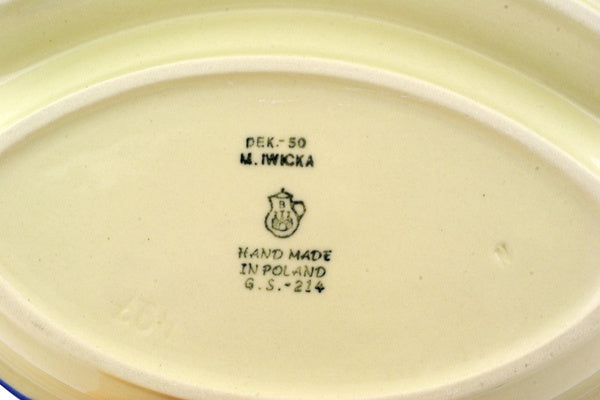 DEK.-50
M. IWICKA
B
HAND MADE
IN POLAND
G.S.-214